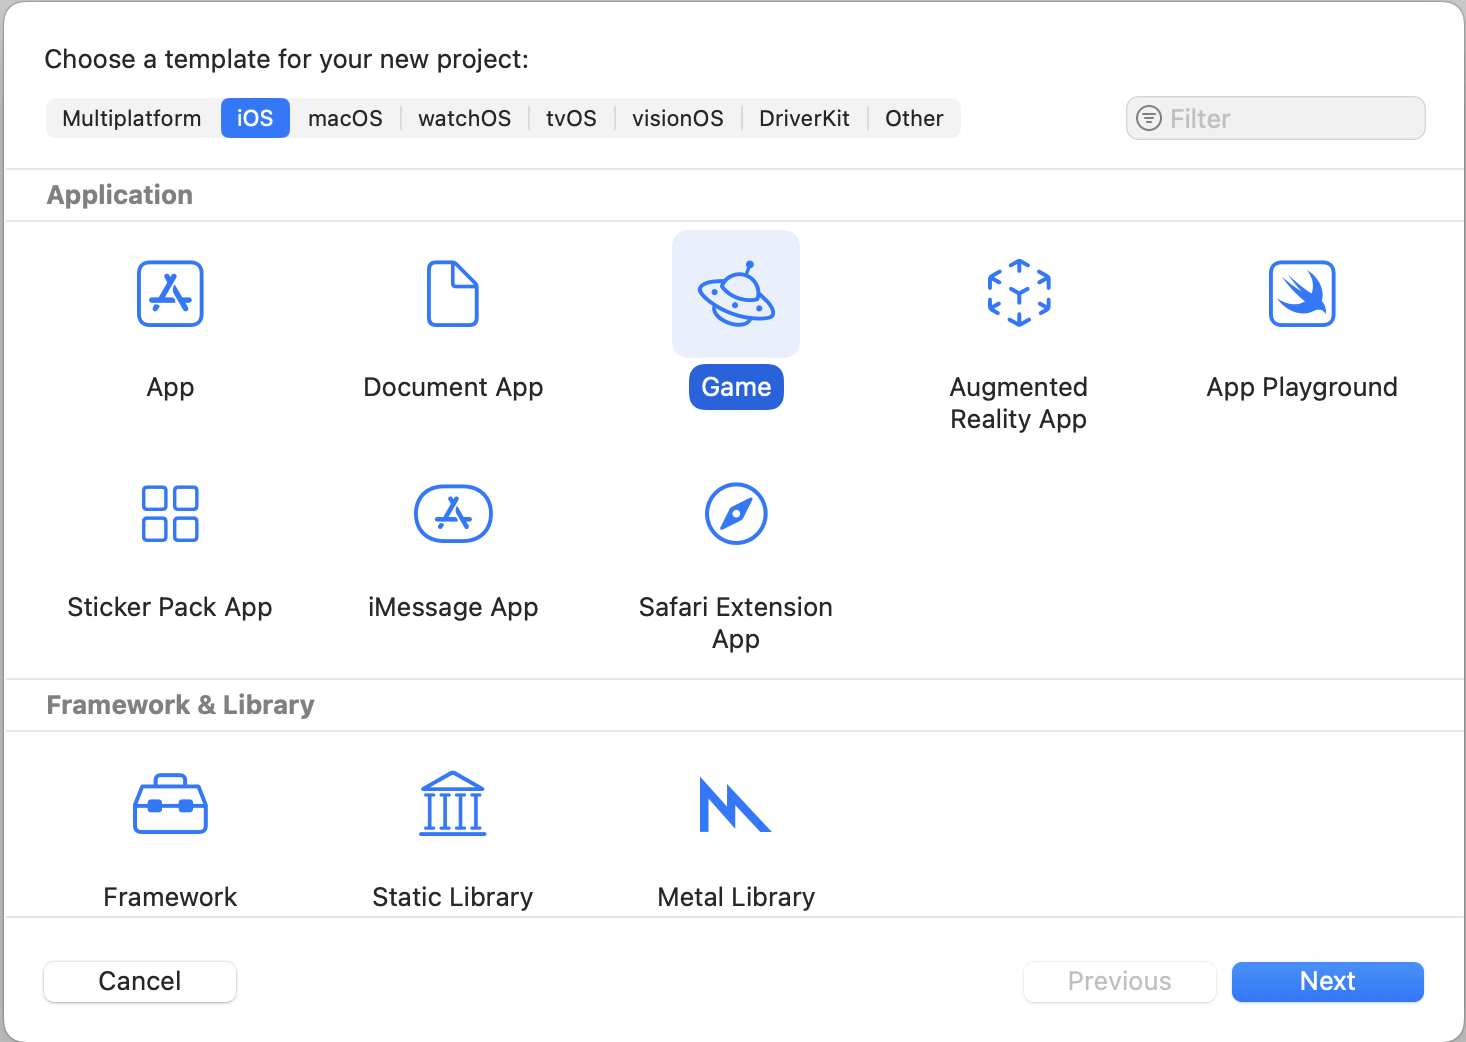 Choose a template for your new project:
Multiplatform iOS macOS watchOS tvOS visionOS DriverKit Other Filter
Application
App Document App Game Augmented Reality App App Playground
Sticker Pack App iMessage App Safari Extension App
Framework & Library
Framework Static Library Metal Library
Cancel Previous Next